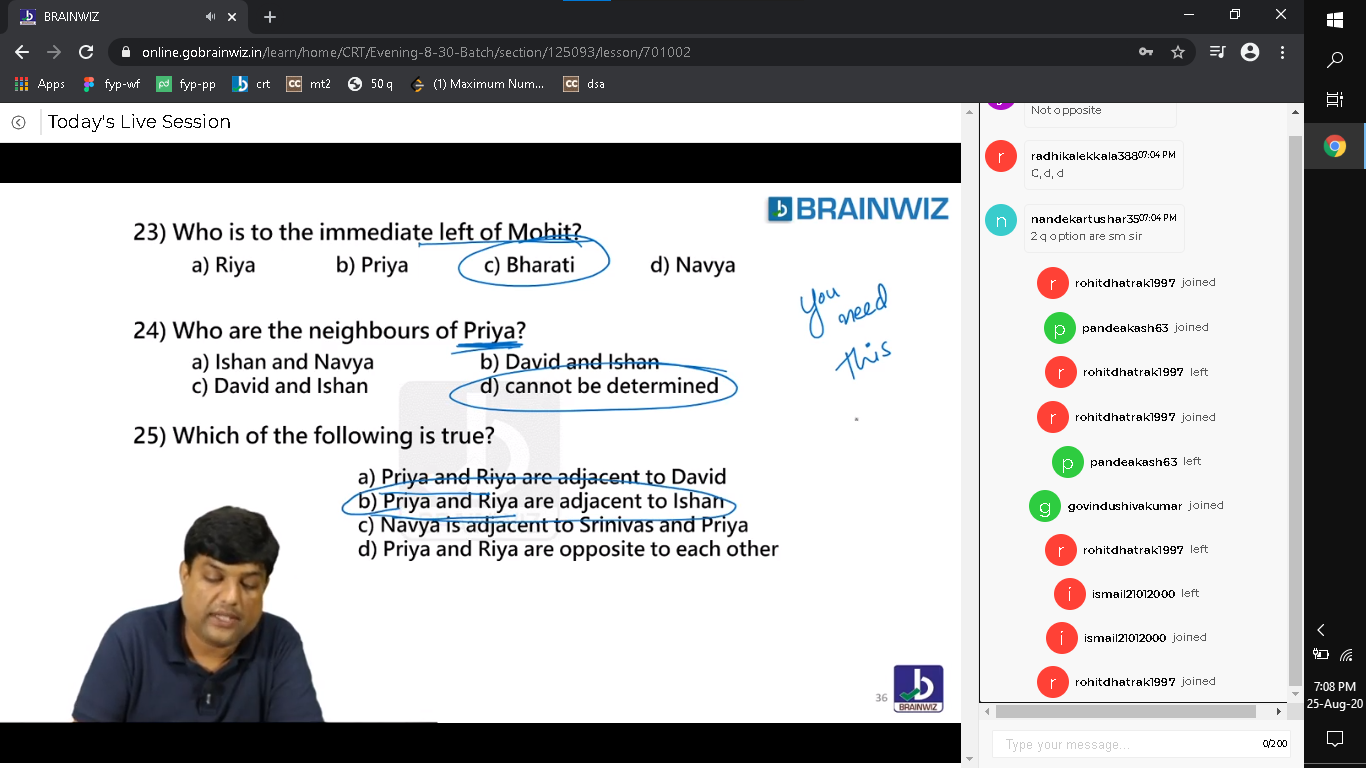 BRAINWIZ
online.gobrainwiz.in/learn/home/CRT/Evening-8-30-Batch/section/125093/lesson/701002
Apps fyp-wf fyp-pp crt mt2 50 q (1) Maximum Num... dsa
Today's Live Session
BRAINWIZ
23) Who is to the immediate left of Mohit?
a) Riya b) Priya c) Bharati d) Navya
you need this
24) Who are the neighbours of Priya?
a) Ishan and Navya b) David and Ishan
c) David and Ishan d) cannot be determined
25) Which of the following is true?
a) Priya and Riya are adjacent to David
b) Priya and Riya are adjacent to Ishan
c) Navya is adjacent to Srinivas and Priya
d) Priya and Riya are opposite to each other
36
BRAINWIZ
Not opposite
r radhikalekkala388 07:04 PM
C, d, d
n nandekartushar35 07:04 PM
2 q option are sm sir
r rohitdhatrak1997 joined
p pandeakash63 joined
r rohitdhatrak1997 left
r rohitdhatrak1997 joined
p pandeakash63 left
g govindushivakumar joined
r rohitdhatrak1997 left
i ismail21012000 left
i ismail21012000 joined
r rohitdhatrak1997 joined
Type your message... 0/200
7:08 PM
25-Aug-20